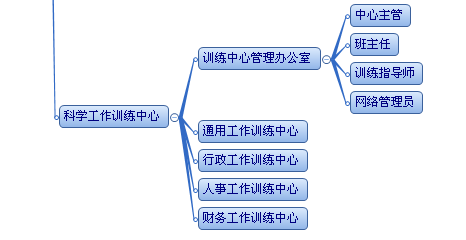 中心主管
班主任
训练中心管理办公室
训练指导师
网络管理员
科学工作训练中心
通用工作训练中心
行政工作训练中心
人事工作训练中心
财务工作训练中心